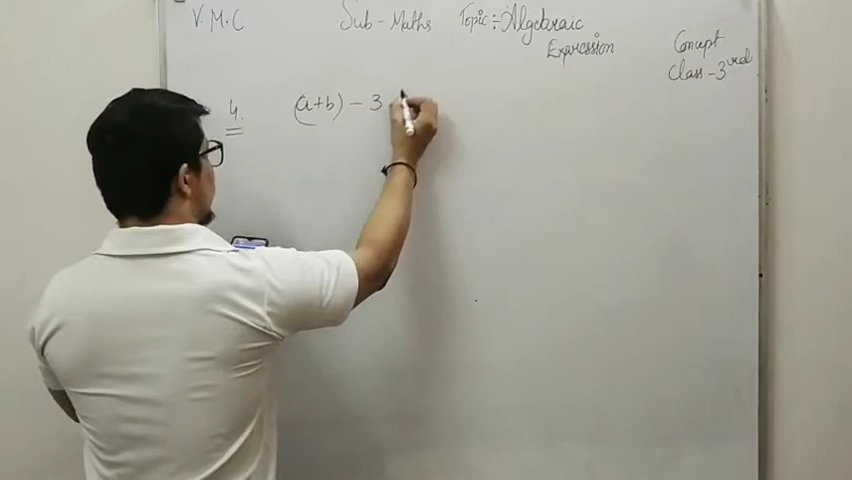 V.M.C Sub - Maths Topic :- Algebraic
Expression
Concept
Class - 3rd
4. (a+b) - 3